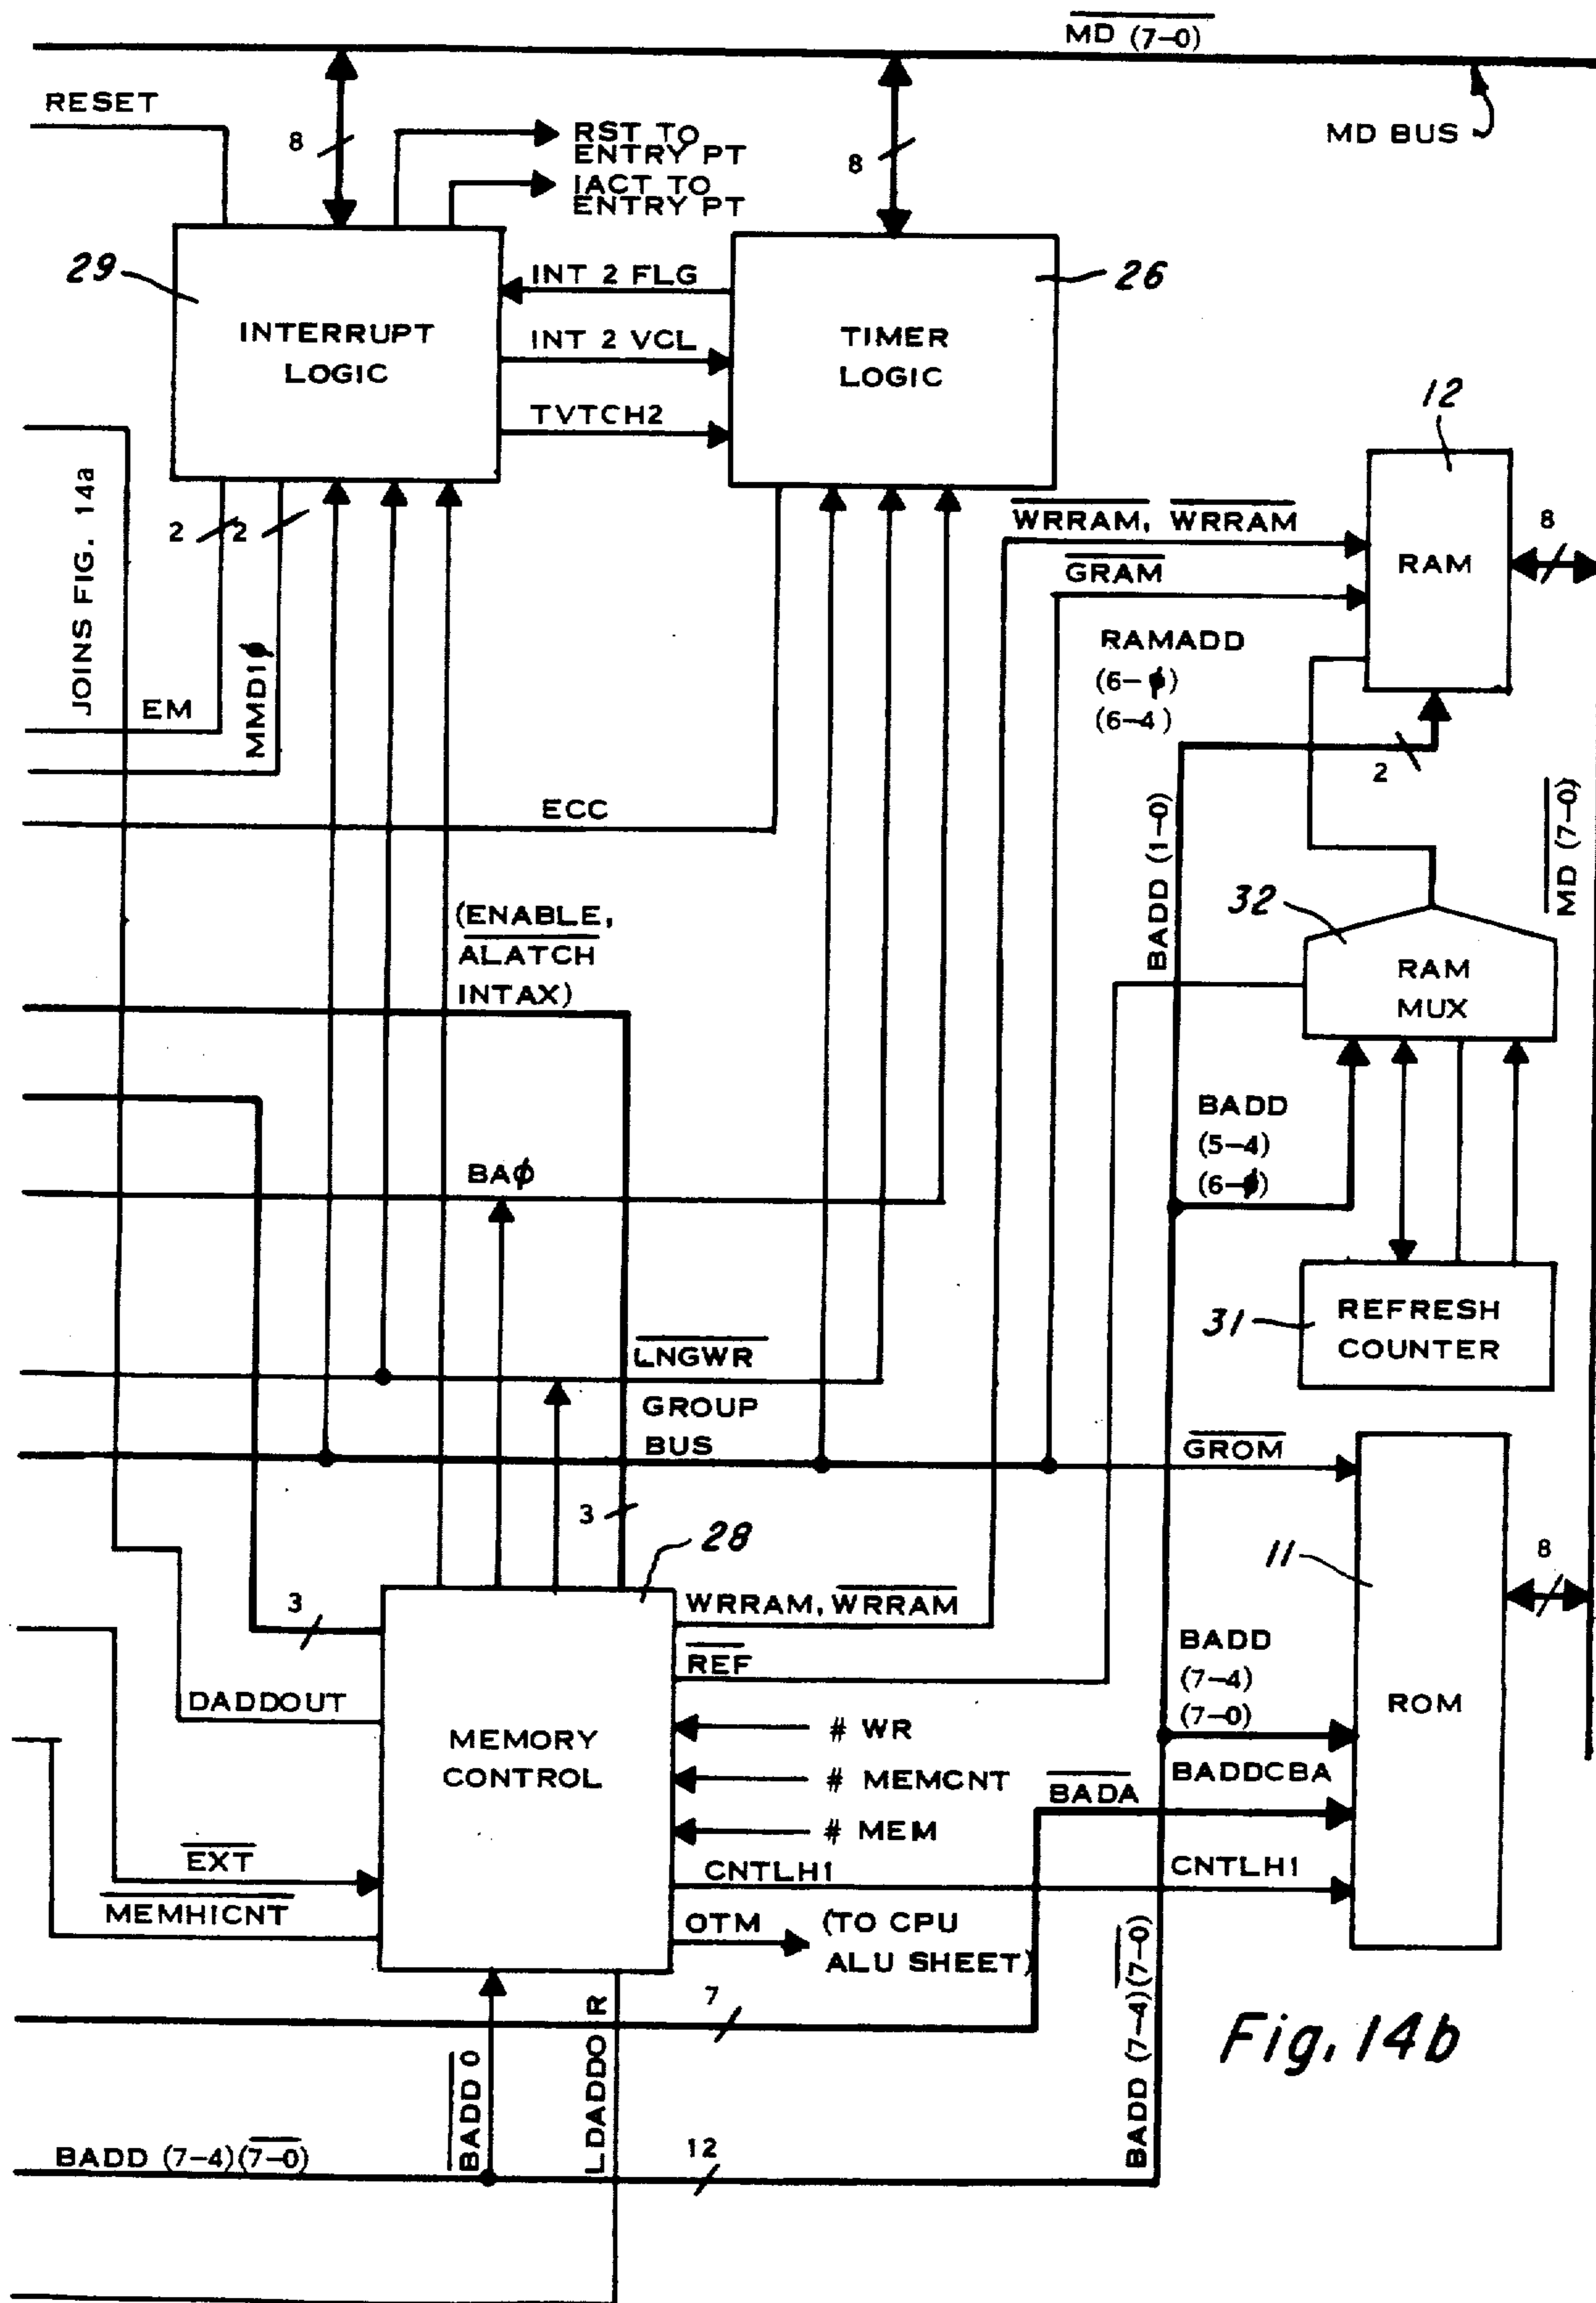 MD (7-0)
RESET
MD BUS
8
RST TO
ENTRY PT
IACT TO
ENTRY PT
8
29
INTERRUPT
LOGIC
INT 2 FLG
INT 2 VCL
TVTCH2
26
TIMER
LOGIC
12
RAM
8
WRRAM, WRRAM
GRAM
RAMADD
(6-ϕ)
(6-4)
2
2 2
JOINS FIG. 14a
EM
MMD1ϕ
ECC
BADD (1-0)
MD (7-0)
32
RAM
MUX
(ENABLE,
ALATCH
INTAX)
BADD
(5-4)
(6-ϕ)
BAϕ
31
REFRESH
COUNTER
LNGWR
GROUP
BUS
GROM
3
28
11
8
ROM
3
WRRAM, WRRAM
REF
DADDOUT
MEMORY
CONTROL
# WR
# MEMCNT
# MEM
BADD
(7-4)
(7-0)
BADDCBA
BADA
EXT
MEMHICNT
CNTLH1
CNTLH1
OTM
(TO CPU
ALU SHEET)
7
BADD 0
LDADDOR
BADD (7-4)(7-0)
BADD (7-4)(7-0)
12
Fig. 14b